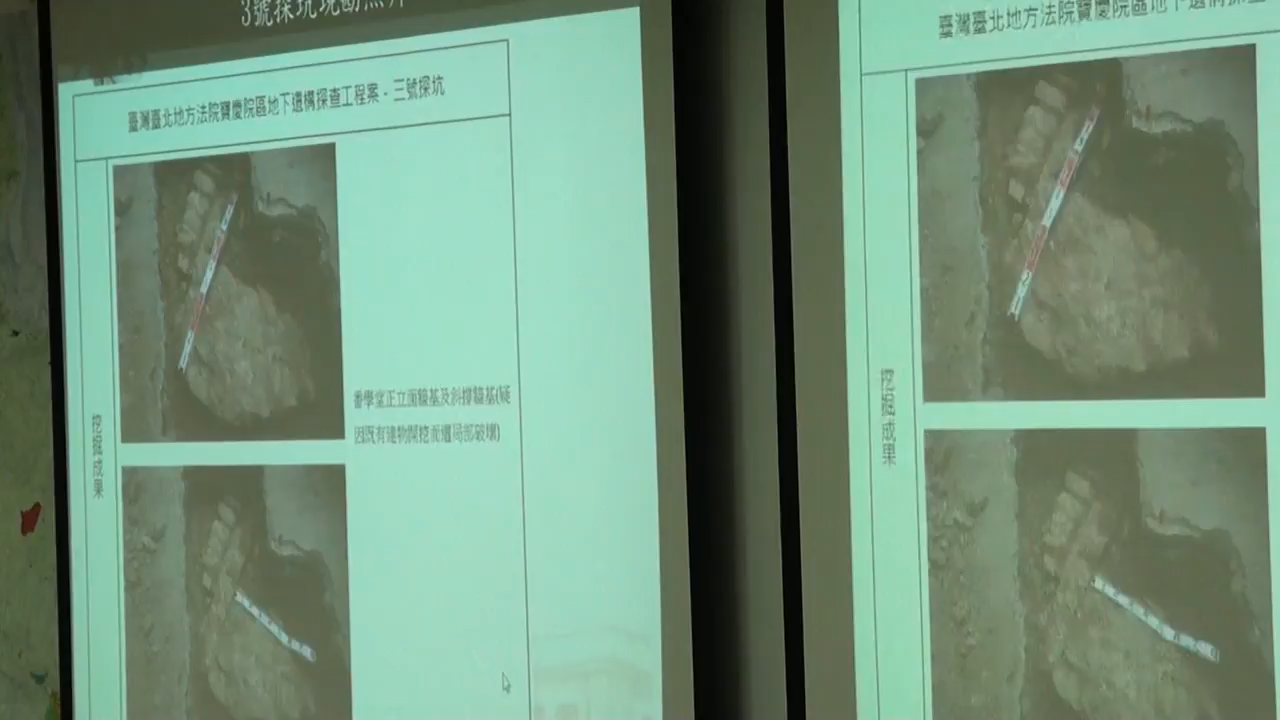 3號探坑現勘照片
臺灣臺北地方法院寶慶院區地下遺構探查工程案 - 三號探坑
挖掘成果
番學堂正立面牆基及斜撐牆基(疑
因既有建物開挖而遭局部破壞)
臺灣臺北地方法院寶慶院區地下遺構探查
挖掘成果